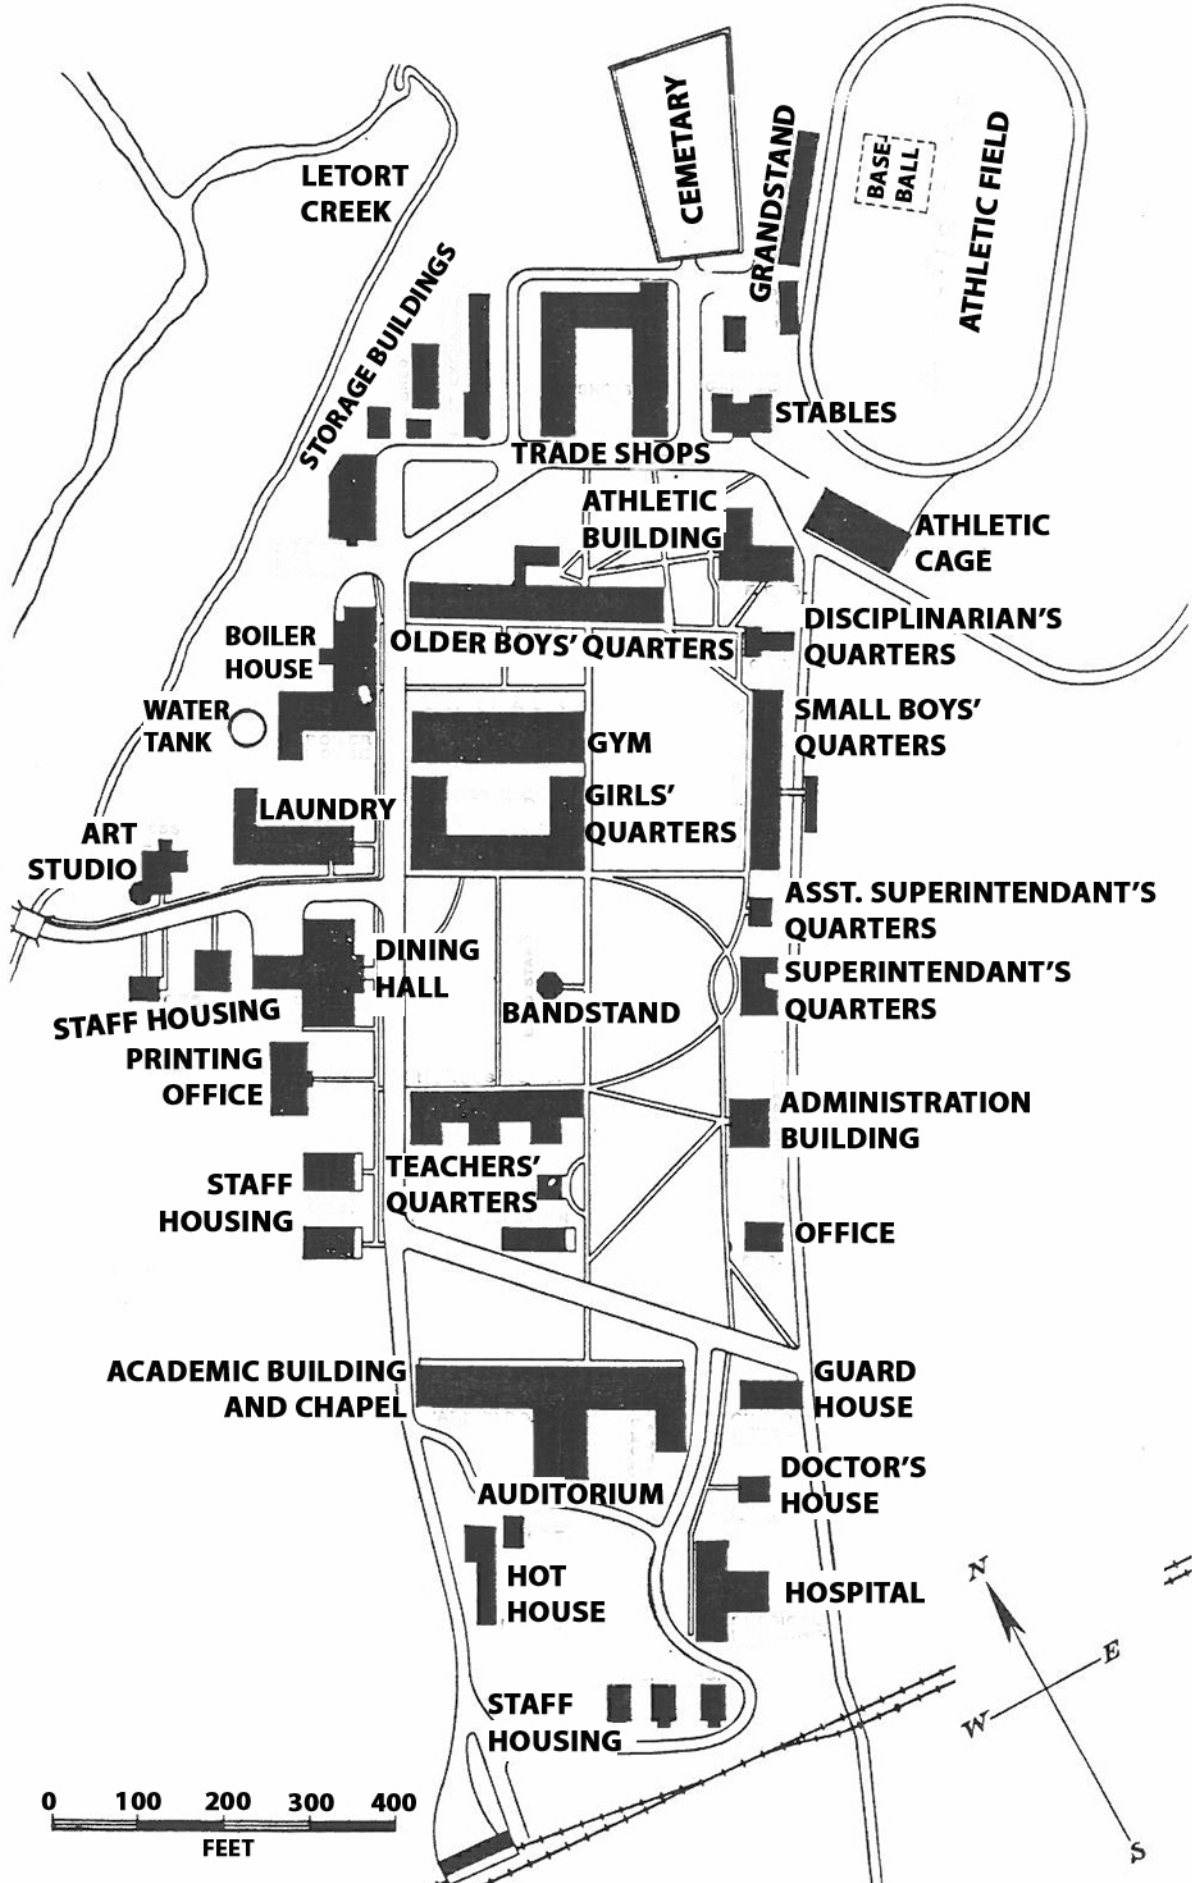 CEMETARY
GRANDSTAND
BASE-
BALL
ATHLETIC FIELD
LETORT
CREEK
STORAGE BUILDINGS
STABLES
TRADE SHOPS
ATHLETIC
BUILDING
ATHLETIC
CAGE
BOILER
HOUSE
OLDER BOYS' QUARTERS
DISCIPLINARIAN'S
QUARTERS
WATER
TANK
GYM
SMALL BOYS'
QUARTERS
LAUNDRY
GIRLS'
QUARTERS
ART
STUDIO
ASST. SUPERINTENDANT'S
QUARTERS
DINING
HALL
SUPERINTENDANT'S
QUARTERS
STAFF HOUSING
BANDSTAND
PRINTING
OFFICE
ADMINISTRATION
BUILDING
STAFF
HOUSING
TEACHERS'
QUARTERS
OFFICE
ACADEMIC BUILDING
AND CHAPEL
GUARD
HOUSE
AUDITORIUM
DOCTOR'S
HOUSE
HOT
HOUSE
HOSPITAL
STAFF
HOUSING
N
E
W
S
0 100 200 300 400
FEET